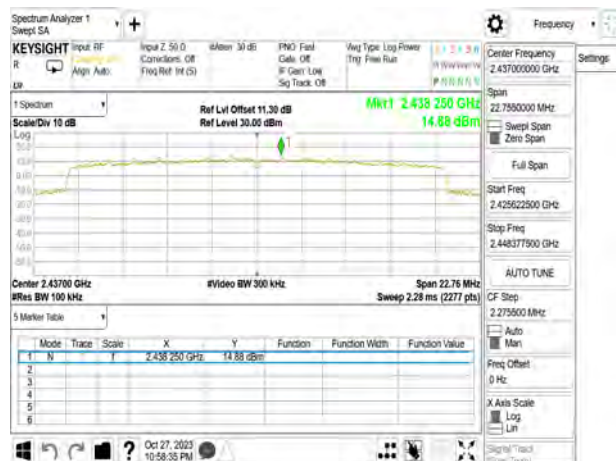 Spectrum Analyzer 1
Swept SA
KEYSIGHT
R
Input: RF
Align: Auto
Input Z: 50 Ω
Corrections: Off
Freq Ref: Int (S)
#Atten: 30 dB
PNO: Fast
Gate: Off
IF Gain: Low
Sig Track: Off
Avg Type: Log-Power
Trig: Free Run
P N N N N N
1 Spectrum
Scale/Div 10 dB
Log
Ref Lvl Offset 11.30 dB
Ref Level 30.00 dBm
Mkr1 2.438 250 GHz
14.88 dBm
Center 2.43700 GHz
#Res BW 100 kHz
#Video BW 300 kHz
Span 22.76 MHz
Sweep 2.28 ms (2277 pts)
5 Marker Table
Mode Trace Scale X Y Function Function Width Function Value
1 N f 2.438 250 GHz 14.88 dBm
2
3
4
5
6
?
Oct 27, 2023
10:58:35 PM
Frequency
Settings
Center Frequency
2.437000000 GHz
Span
22.7550000 MHz
Swept Span
Zero Span
Full Span
Start Freq
2.425622500 GHz
Stop Freq
2.448377500 GHz
AUTO TUNE
CF Step
2.275500 MHz
Auto
Man
Freq Offset
0 Hz
X Axis Scale
Log
Lin
Signal Track